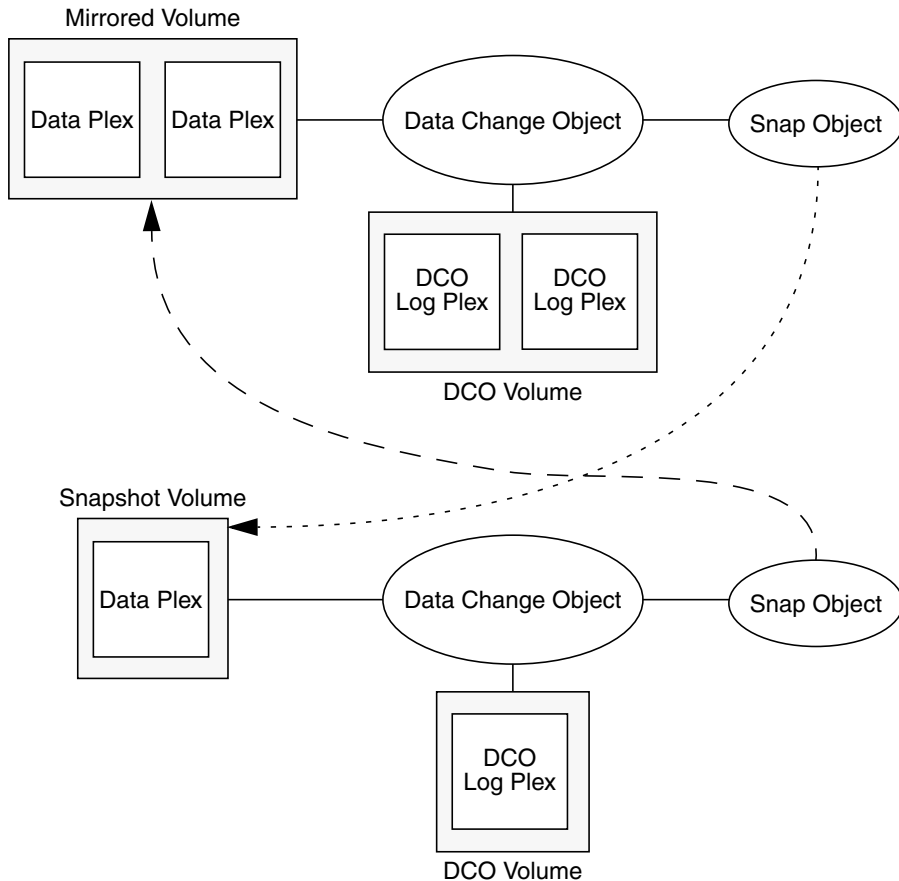 Mirrored Volume
Data Plex
Data Plex
Data Change Object
Snap Object
DCO
Log Plex
DCO
Log Plex
DCO Volume
Snapshot Volume
Data Plex
Data Change Object
Snap Object
DCO
Log Plex
DCO Volume